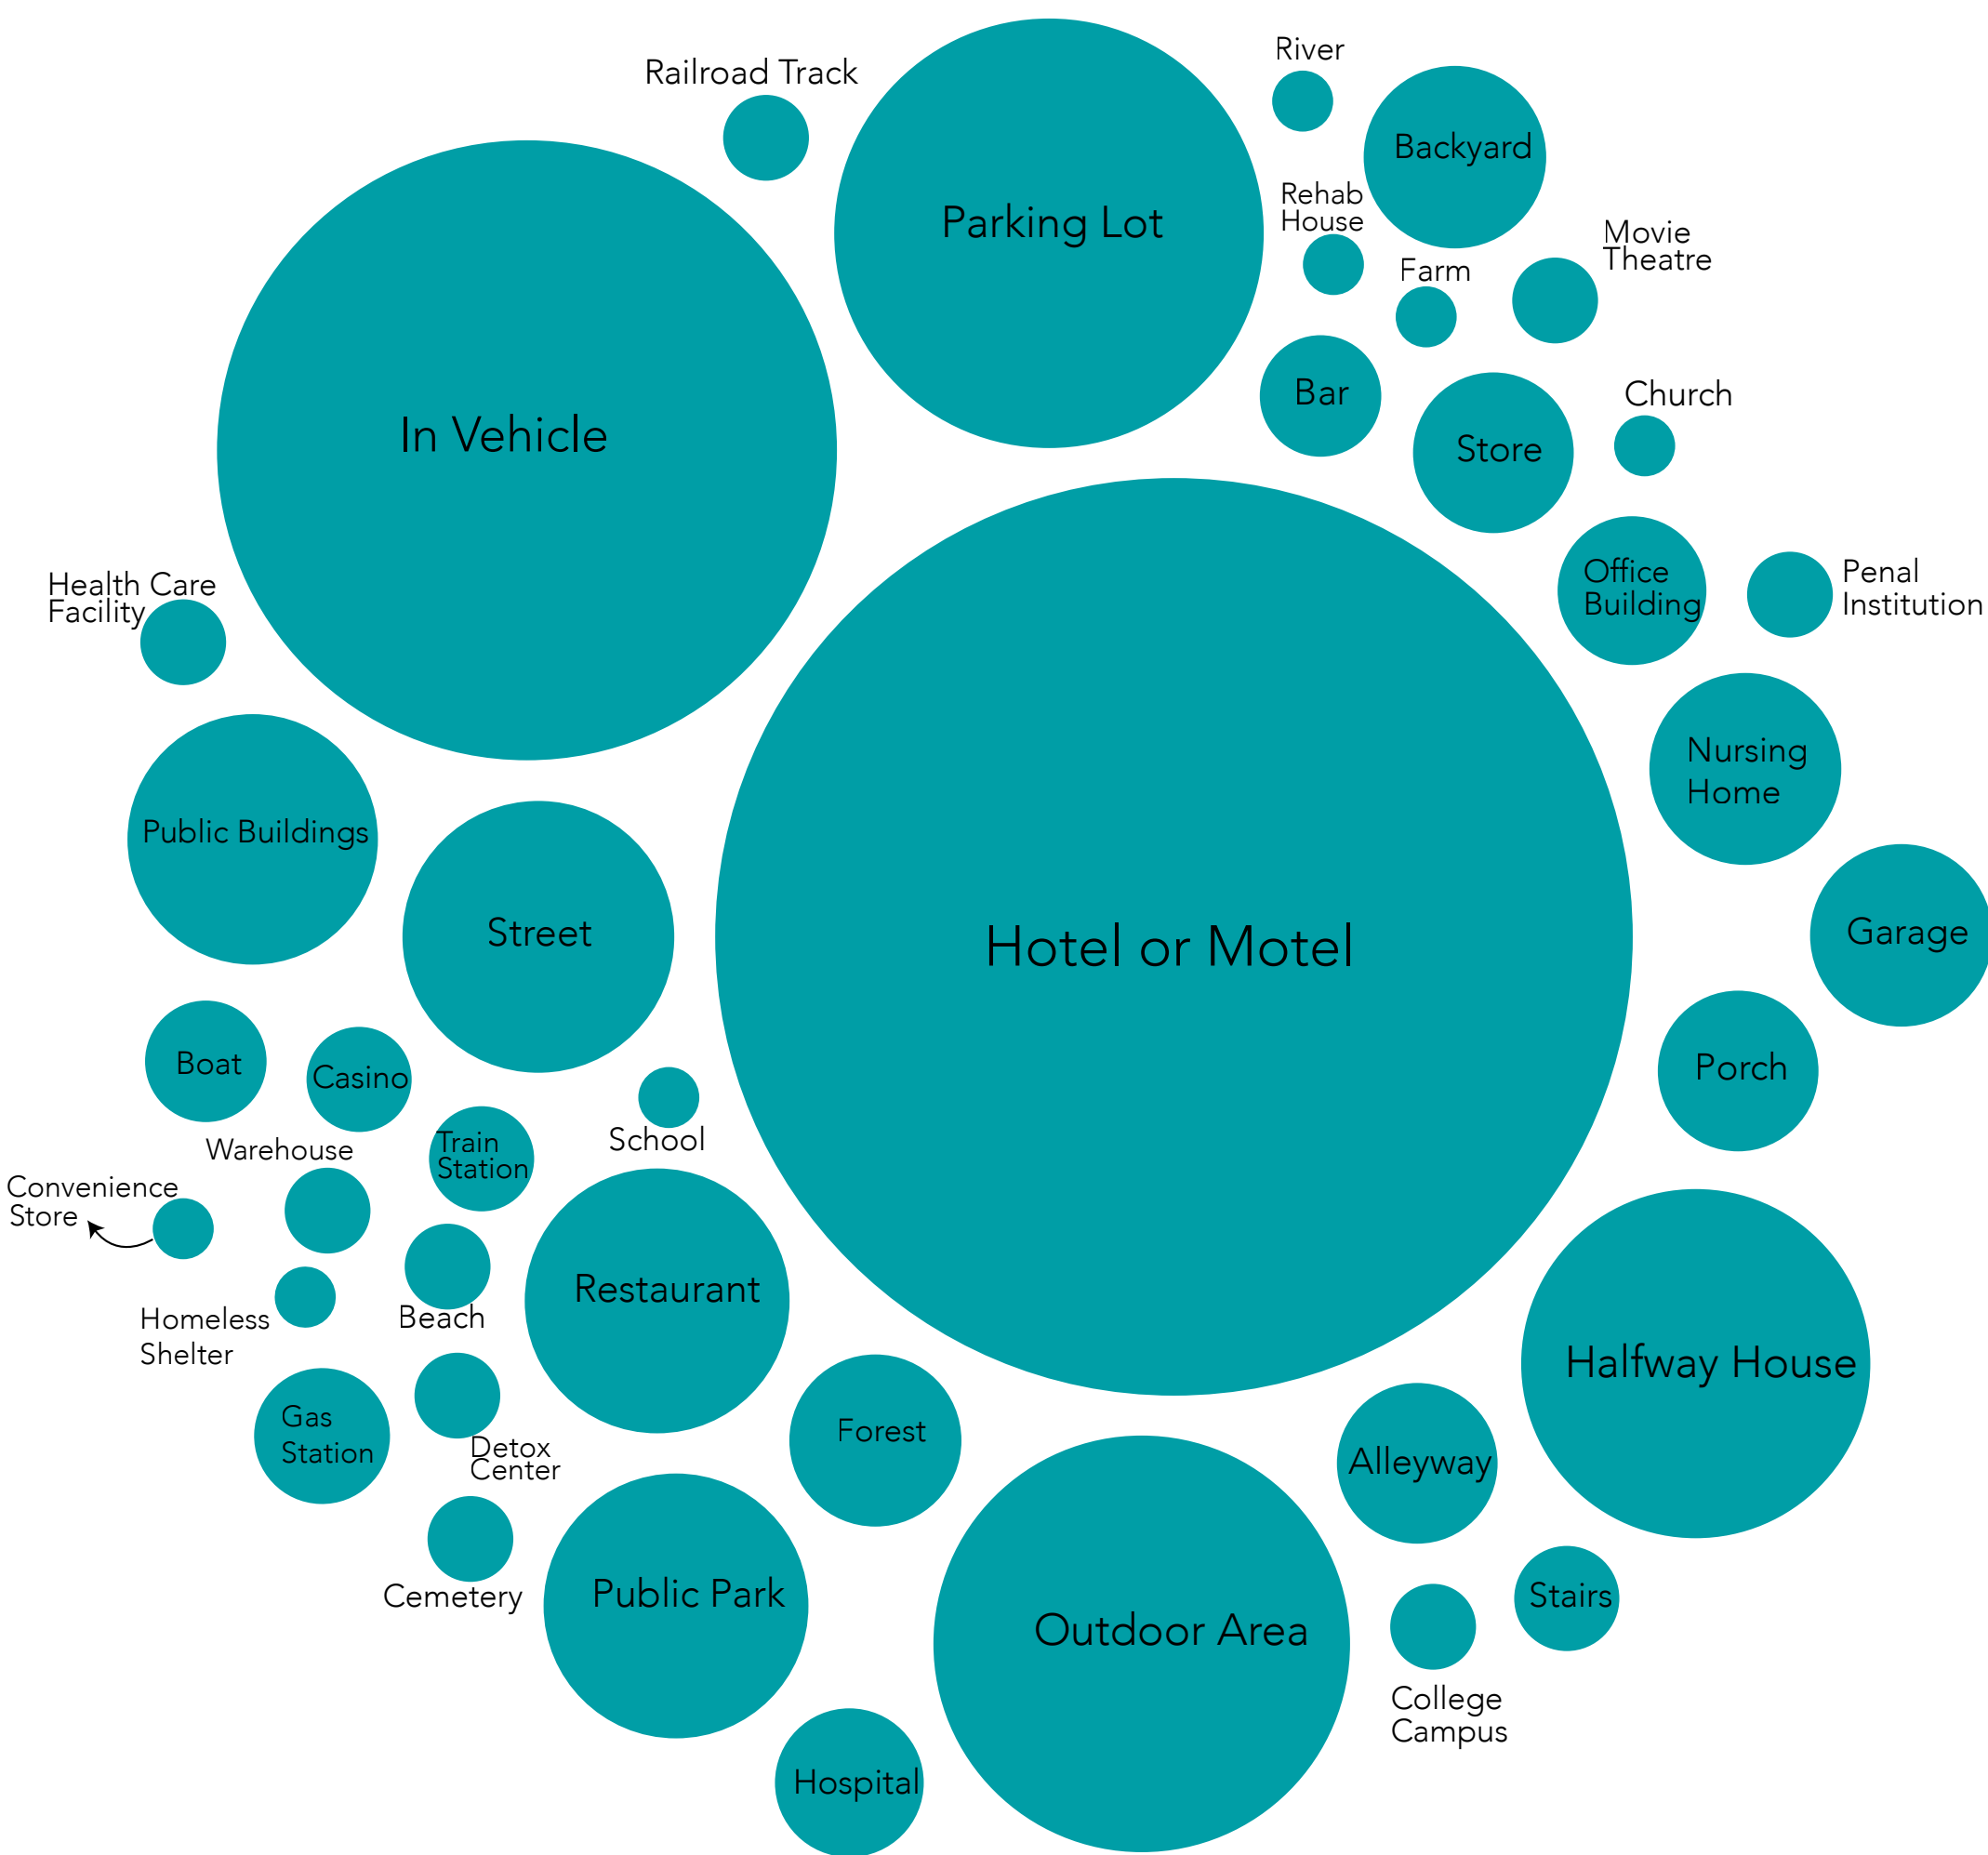 River
Railroad Track
Backyard
Rehab
House
Parking Lot
Movie
Theatre
Farm
Bar
Church
In Vehicle
Store
Health Care
Facility
Office
Building
Penal
Institution
Nursing
Home
Public Buildings
Street
Hotel or Motel
Garage
Boat
Casino
Porch
Train
Station
School
Warehouse
Convenience
Store
Restaurant
Beach
Homeless
Shelter
Halfway House
Gas
Station
Forest
Detox
Center
Alleyway
Cemetery
Public Park
Stairs
Outdoor Area
College
Campus
Hospital